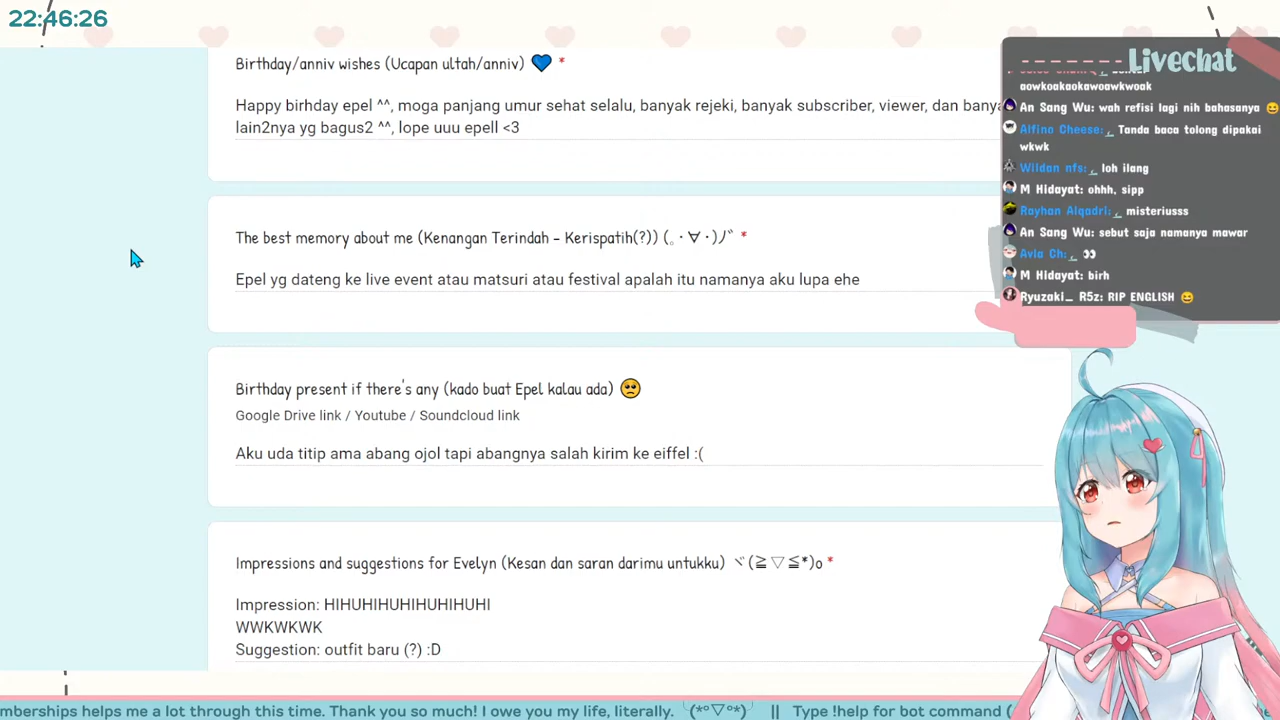 22:46:26
Birthday/anniv wishes (Ucapan ultah/anniv) 💙 *
Happy birhday epel ^^, moga panjang umur sehat selalu, banyak rejeki, banyak subscriber, viewer, dan banya
lain2nya yg bagus2 ^^, lope uuu epell <3
The best memory about me (Kenangan Terindah - Kerispatih(?)) (｡･∀･)ﾉﾞ *
Epel yg dateng ke live event atau matsuri atau festival apalah itu namanya aku lupa ehe
Birthday present if there's any (kado buat Epel kalau ada) 🥺
Google Drive link / Youtube / Soundcloud link
Aku uda titip ama abang ojol tapi abangnya salah kirim ke eiffel :(
Impressions and suggestions for Evelyn (Kesan dan saran darimu untukku) ヾ(≧▽≦*)o *
Impression: HIHUHIHUHIHUHIHUHI
WWKWKWK
Suggestion: outfit baru (?) :D
Livechat
aowkoakaokawoawkwoak
An Sang Wu: wah refisi lagi nih bahasanya 😆
Alfino Cheese: Tanda baca tolong dipakai
wkwk
Wildan nfs: loh ilang
M Hidayat: ohhh, sipp
Rayhan Alqadri: misteriusss
An Sang Wu: sebut saja namanya mawar
Avla Ch: 👀
M Hidayat: birh
Ryuzaki_ R5z: RIP ENGLISH 😆
mberships helps me a lot through this time. Thank you so much! I owe you my life, literally. (*°▽°*) || Type !help for bot command (